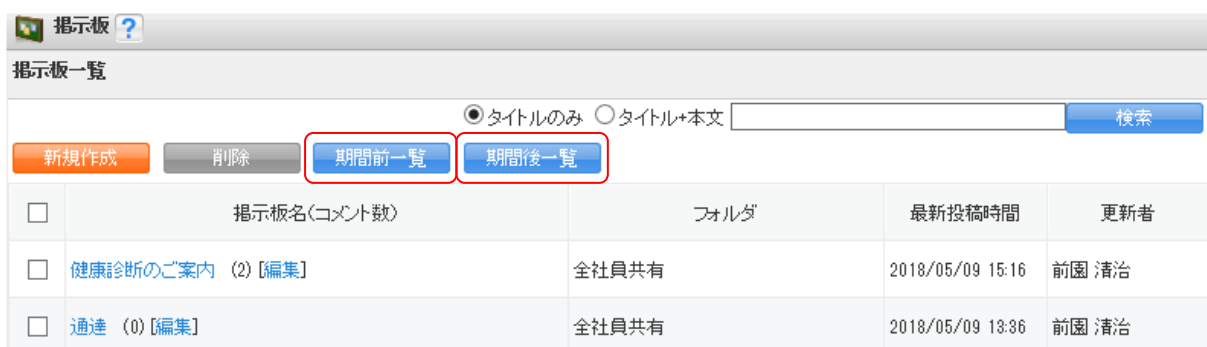 掲示板 ?
掲示板一覧
タイトルのみ タイトル+本文 検索
新規作成 削除 期間前一覧 期間後一覧
掲示板名(コメント数) フォルダ 最新投稿時間 更新者
健康診断のご案内 (2) [編集] 全社員共有 2018/05/09 15:16 前園 清治
通達 (0) [編集] 全社員共有 2018/05/09 13:36 前園 清治